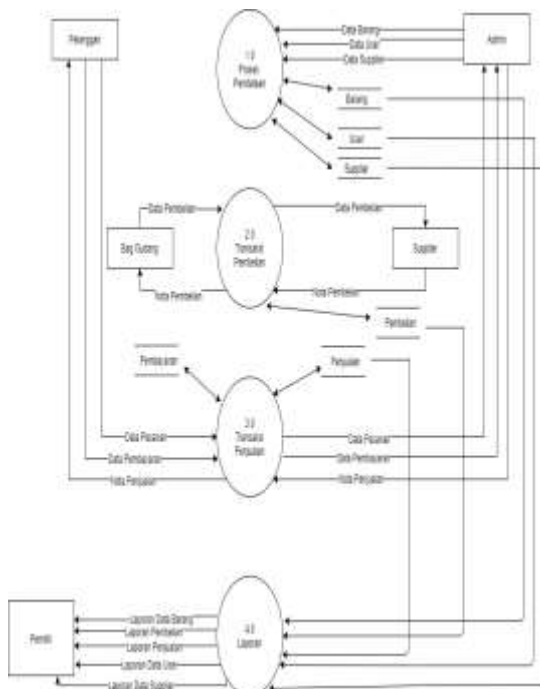 Pelanggan
Admin
Data Barang
Data User
Data Supplier
1.0
Proses
Pendataan
Barang
User
Supplier
Data Pembelian
Data Pembelian
Bag Gudang
2.0
Transaksi
Pembelian
Supplier
Nota Pembelian
Nota Pembelian
Pembelian
Pembayaran
Penjualan
3.0
Transaksi
Penjualan
Data Pesanan
Data Pembayaran
Nota Penjualan
Data Pesanan
Data Pembayaran
Nota Penjualan
Pemilik
Laporan Data Barang
Laporan Pembelian
Laporan Penjualan
Laporan Data User
Laporan Data Supplier
4.0
Laporan